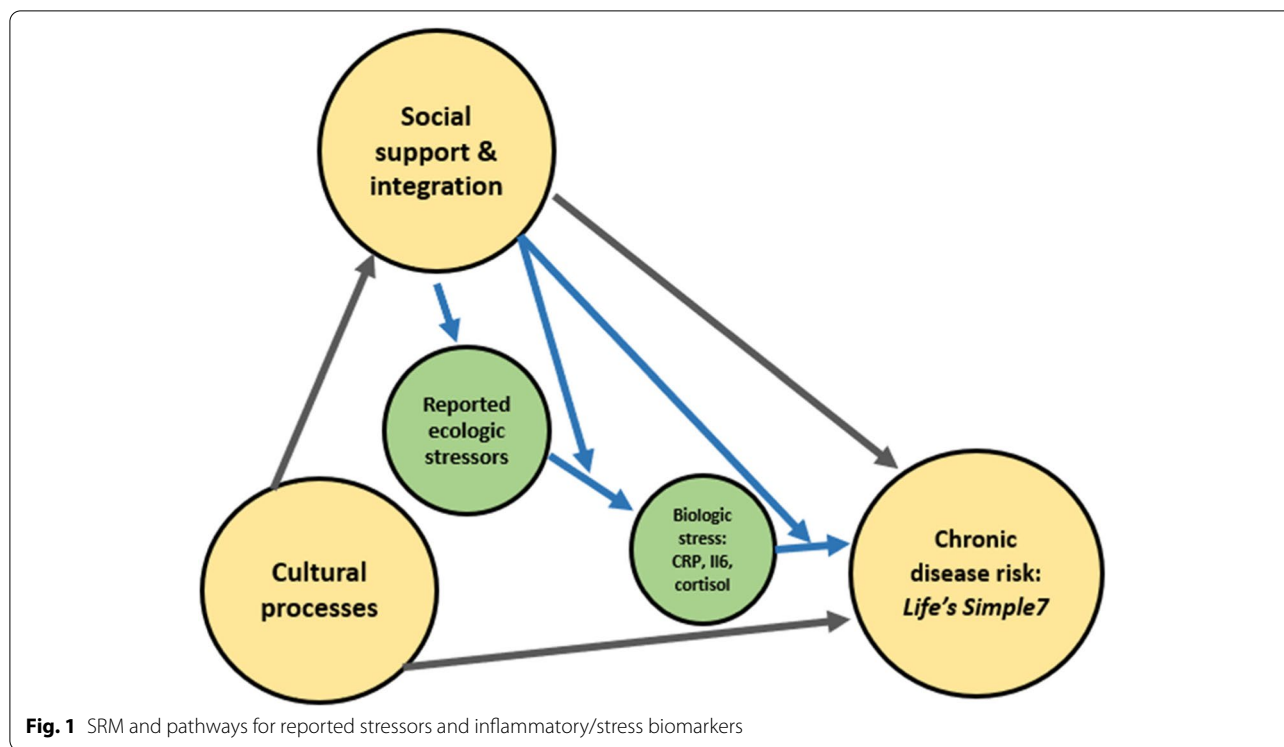 Social
support &
integration
Reported
ecologic
stressors
Biologic
stress:
CRP, Il6,
cortisol
Cultural
processes
Chronic
disease risk:
Life's Simple7
Fig. 1 SRM and pathways for reported stressors and inflammatory/stress biomarkers